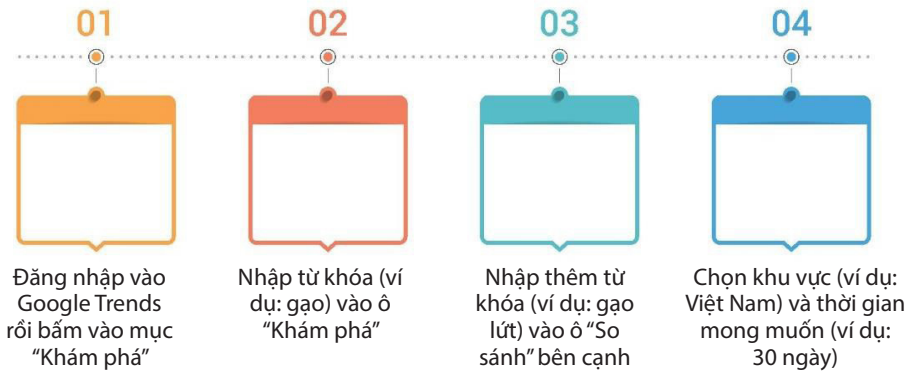 01
02
03
04
Đăng nhập vào
Google Trends
rồi bấm vào mục
“Khám phá”
Nhập từ khóa (ví
dụ: gạo) vào ô
“Khám phá”
Nhập thêm từ
khóa (ví dụ: gạo
lứt) vào ô “So
sánh” bên cạnh
Chọn khu vực (ví dụ:
Việt Nam) và thời gian
mong muốn (ví dụ:
30 ngày)